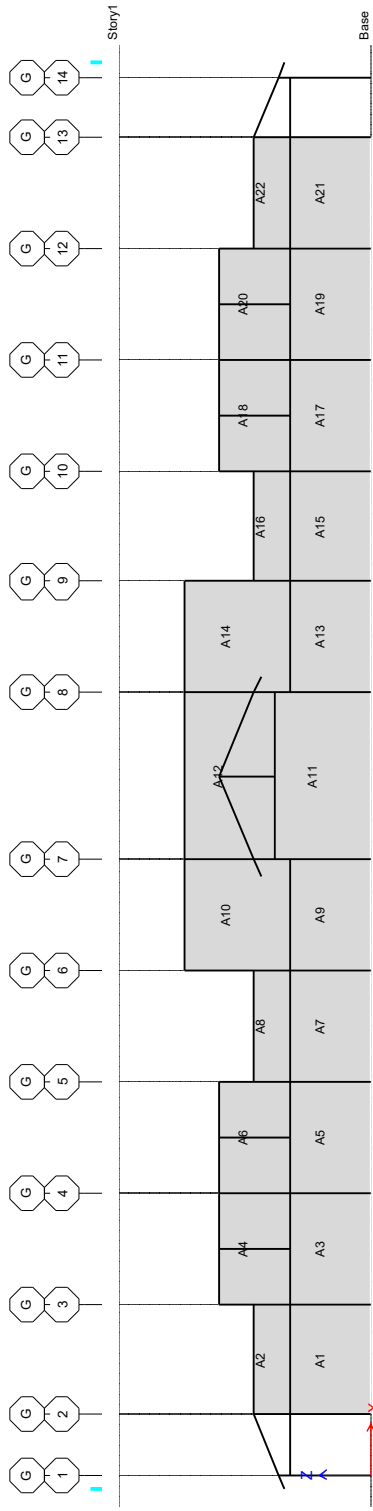 G G G G G G G G G G G G G G
1 2 3 4 5 6 7 8 9 10 11 12 13 14
Story1
A2 A4 A6 A8 A10 A12 A14 A16 A18 A20 A22
A1 A3 A5 A7 A9 A11 A13 A15 A17 A19 A21
Z
Y
Base